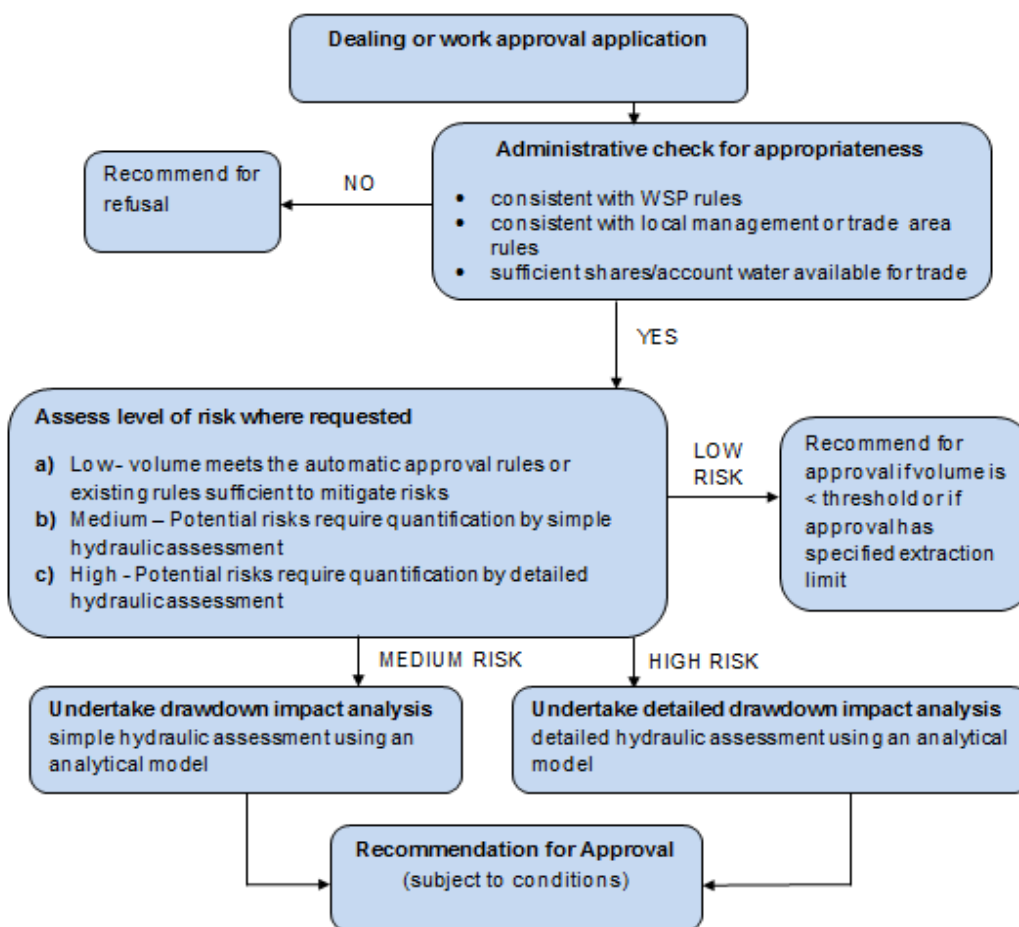 Dealing or work approval application
Administrative check for appropriateness
• consistent with WSP rules
• consistent with local management or trade area
rules
• sufficient shares/account water available for trade
NO
Recommend for
refusal
YES
Assess level of risk where requested
a) Low- volume meets the automatic approval rules or
existing rules sufficient to mitigate risks
b) Medium – Potential risks require quantification by simple
hydraulic assessment
c) High - Potential risks require quantification by detailed
hydraulic assessment
LOW
RISK
Recommend for
approval if volume is
< threshold or if
approval has
specified extraction
limit
MEDIUM RISK
HIGH RISK
Undertake drawdown impact analysis
simple hydraulic assessment using an
analytical model
Undertake detailed drawdown impact analysis
detailed hydraulic assessment using an analytical
model
Recommendation for Approval
(subject to conditions)